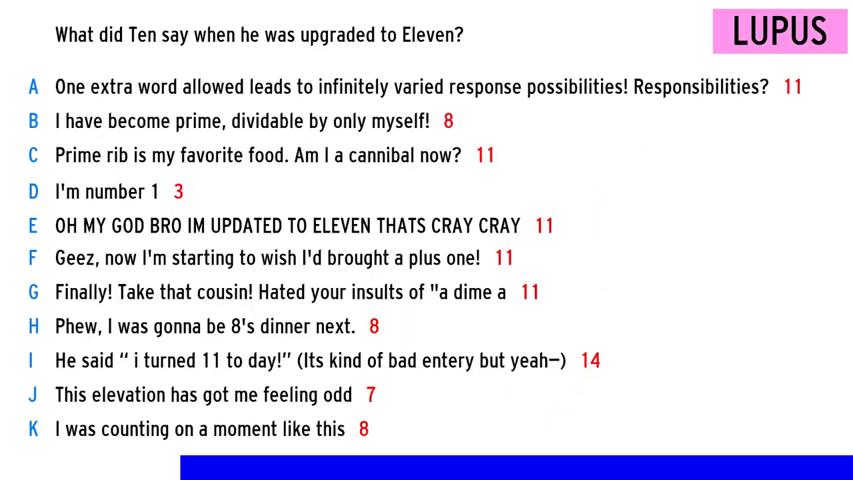 What did Ten say when he was upgraded to Eleven?
LUPUS
A One extra word allowed leads to infinitely varied response possibilities! Responsibilities? 11
B I have become prime, dividable by only myself! 8
C Prime rib is my favorite food. Am I a cannibal now? 11
D I'm number 1 3
E OH MY GOD BRO IM UPDATED TO ELEVEN THATS CRAY CRAY 11
F Geez, now I'm starting to wish I'd brought a plus one! 11
G Finally! Take that cousin! Hated your insults of "a dime a 11
H Phew, I was gonna be 8's dinner next. 8
I He said “ i turned 11 to day!” (Its kind of bad entery but yeah—) 14
J This elevation has got me feeling odd 7
K I was counting on a moment like this 8